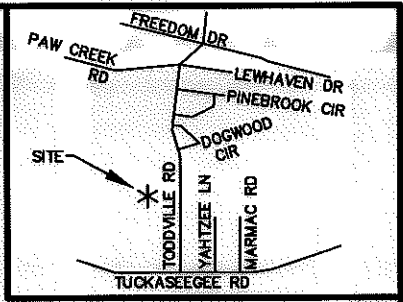 FREEDOM DR
PAW CREEK
RD
LEWHAVEN DR
PINEBROOK CIR
DOGWOOD
CIR
SITE
TODDVILLE RD
YAHTZEE LN
MARMAC RD
TUCKASEEGEE RD